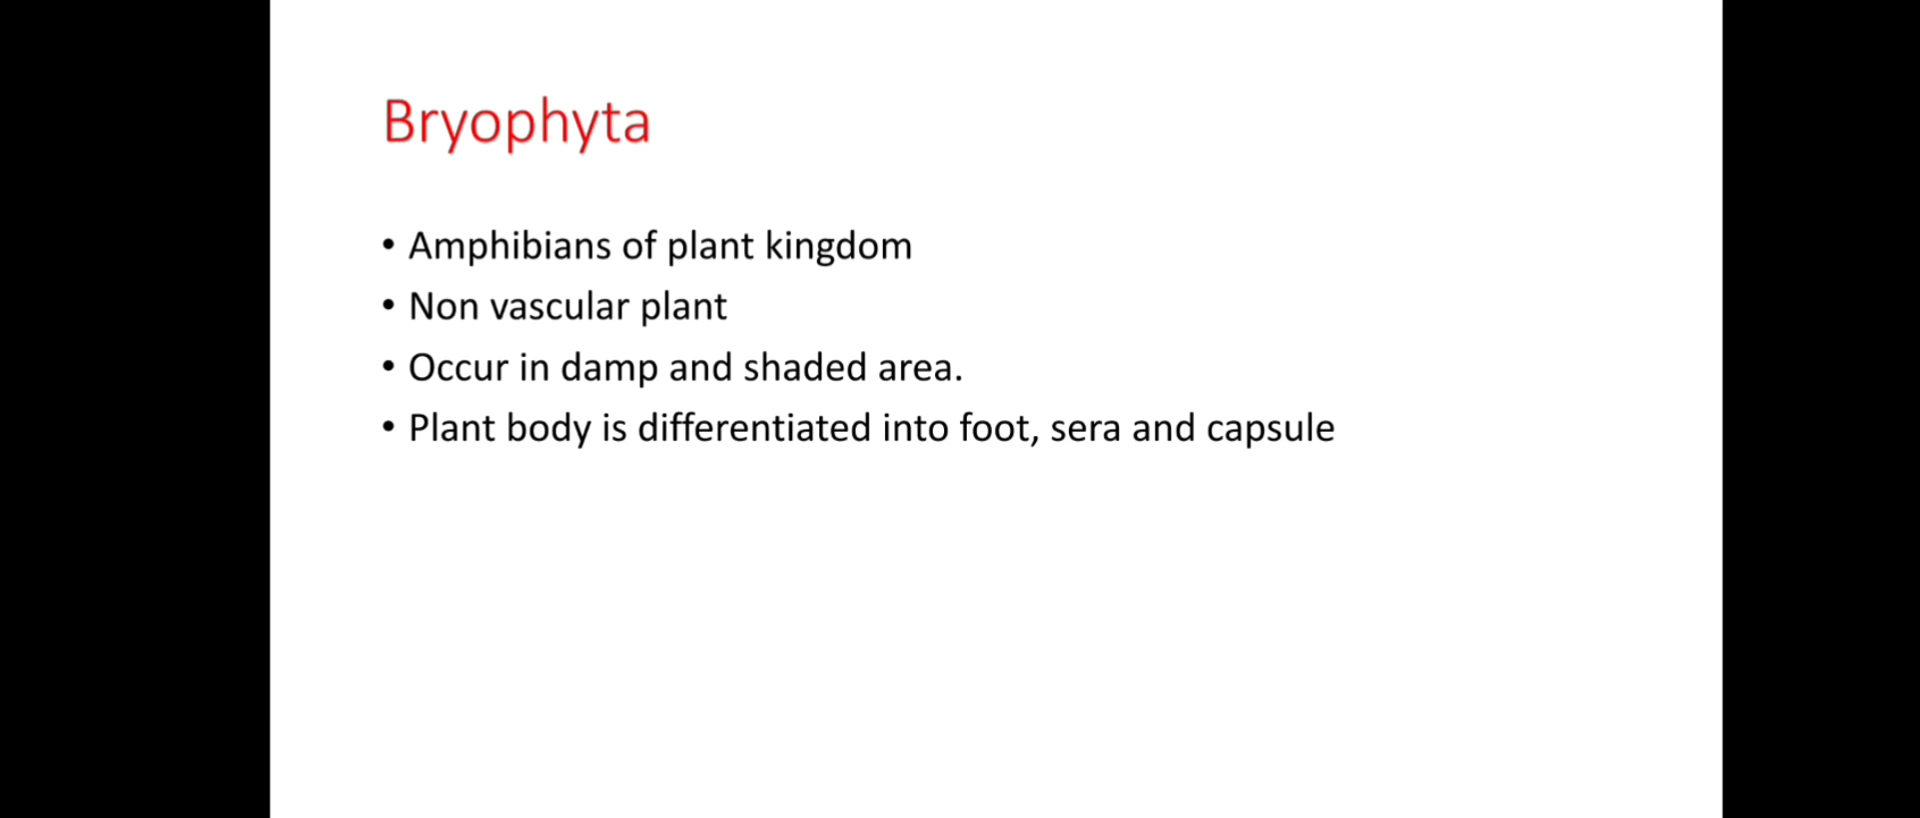 Bryophyta
• Amphibians of plant kingdom
• Non vascular plant
• Occur in damp and shaded area.
• Plant body is differentiated into foot, sera and capsule